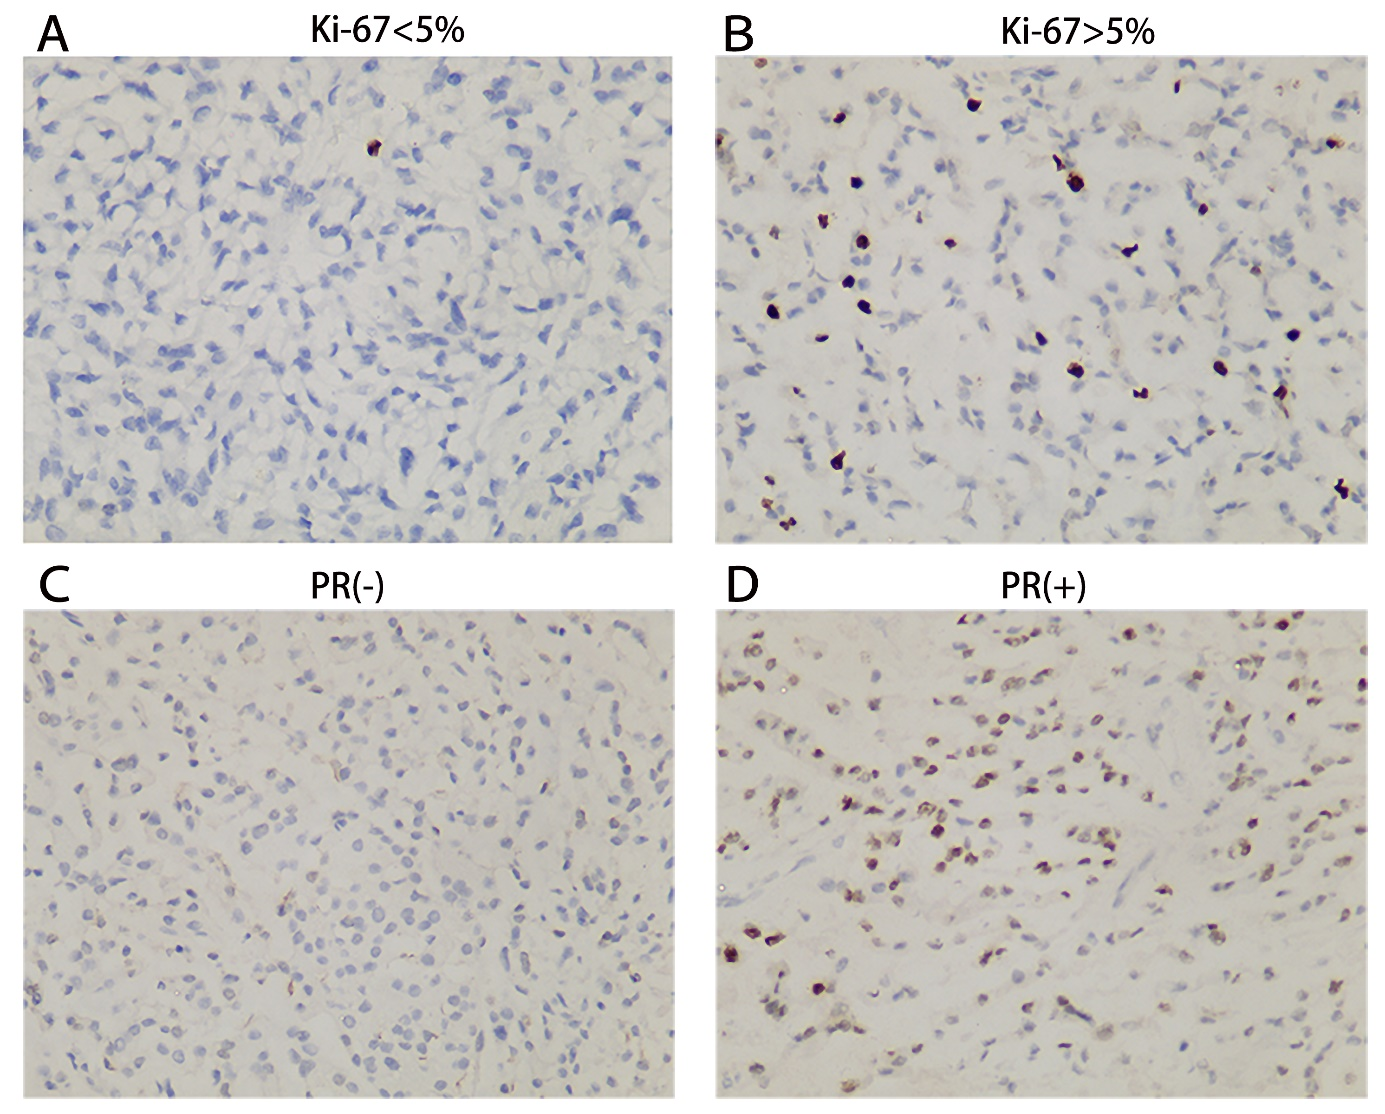 A Ki-67<5%
B Ki-67>5%
C PR(-)
D PR(+)